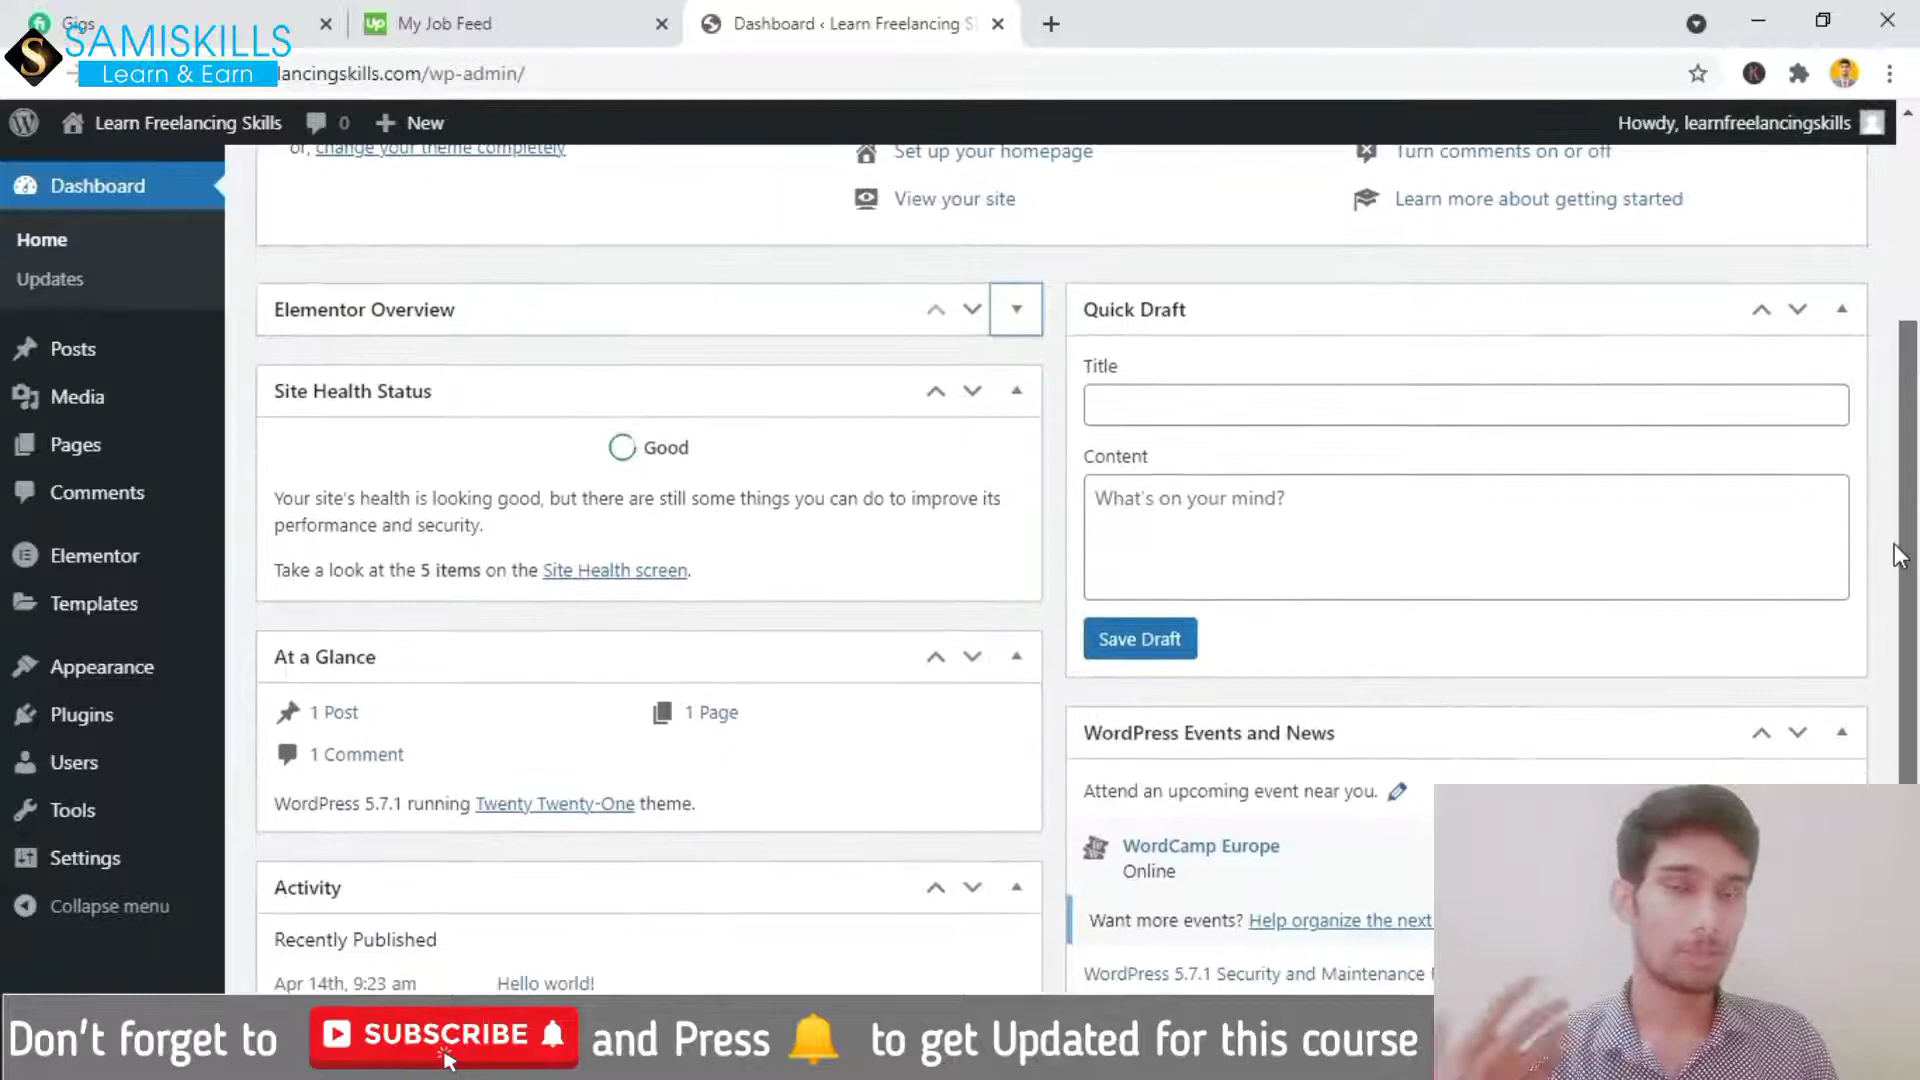 Gigs
My Job Feed
Dashboard ‹ Learn Freelancing S
SAMISKILLS
Learn & Earn
lancingskills.com/wp-admin/
Learn Freelancing Skills
0
New
Howdy, learnfreelancingskills
Dashboard
Home
Updates
Posts
Media
Pages
Comments
Elementor
Templates
Appearance
Plugins
Users
Tools
Settings
Collapse menu
or, change your theme completely
Set up your homepage
View your site
Turn comments on or off
Learn more about getting started
Elementor Overview
Site Health Status
Good
Your site's health is looking good, but there are still some things you can do to improve its
performance and security.
Take a look at the 5 items on the Site Health screen.
At a Glance
1 Post
1 Page
1 Comment
WordPress 5.7.1 running Twenty Twenty-One theme.
Activity
Recently Published
Apr 14th, 9:23 am
Hello world!
Quick Draft
Title
Content
What's on your mind?
Save Draft
WordPress Events and News
Attend an upcoming event near you.
WordCamp Europe
Online
Want more events? Help organize the next
WordPress 5.7.1 Security and Maintenance
Don't forget to SUBSCRIBE and Press to get Updated for this course